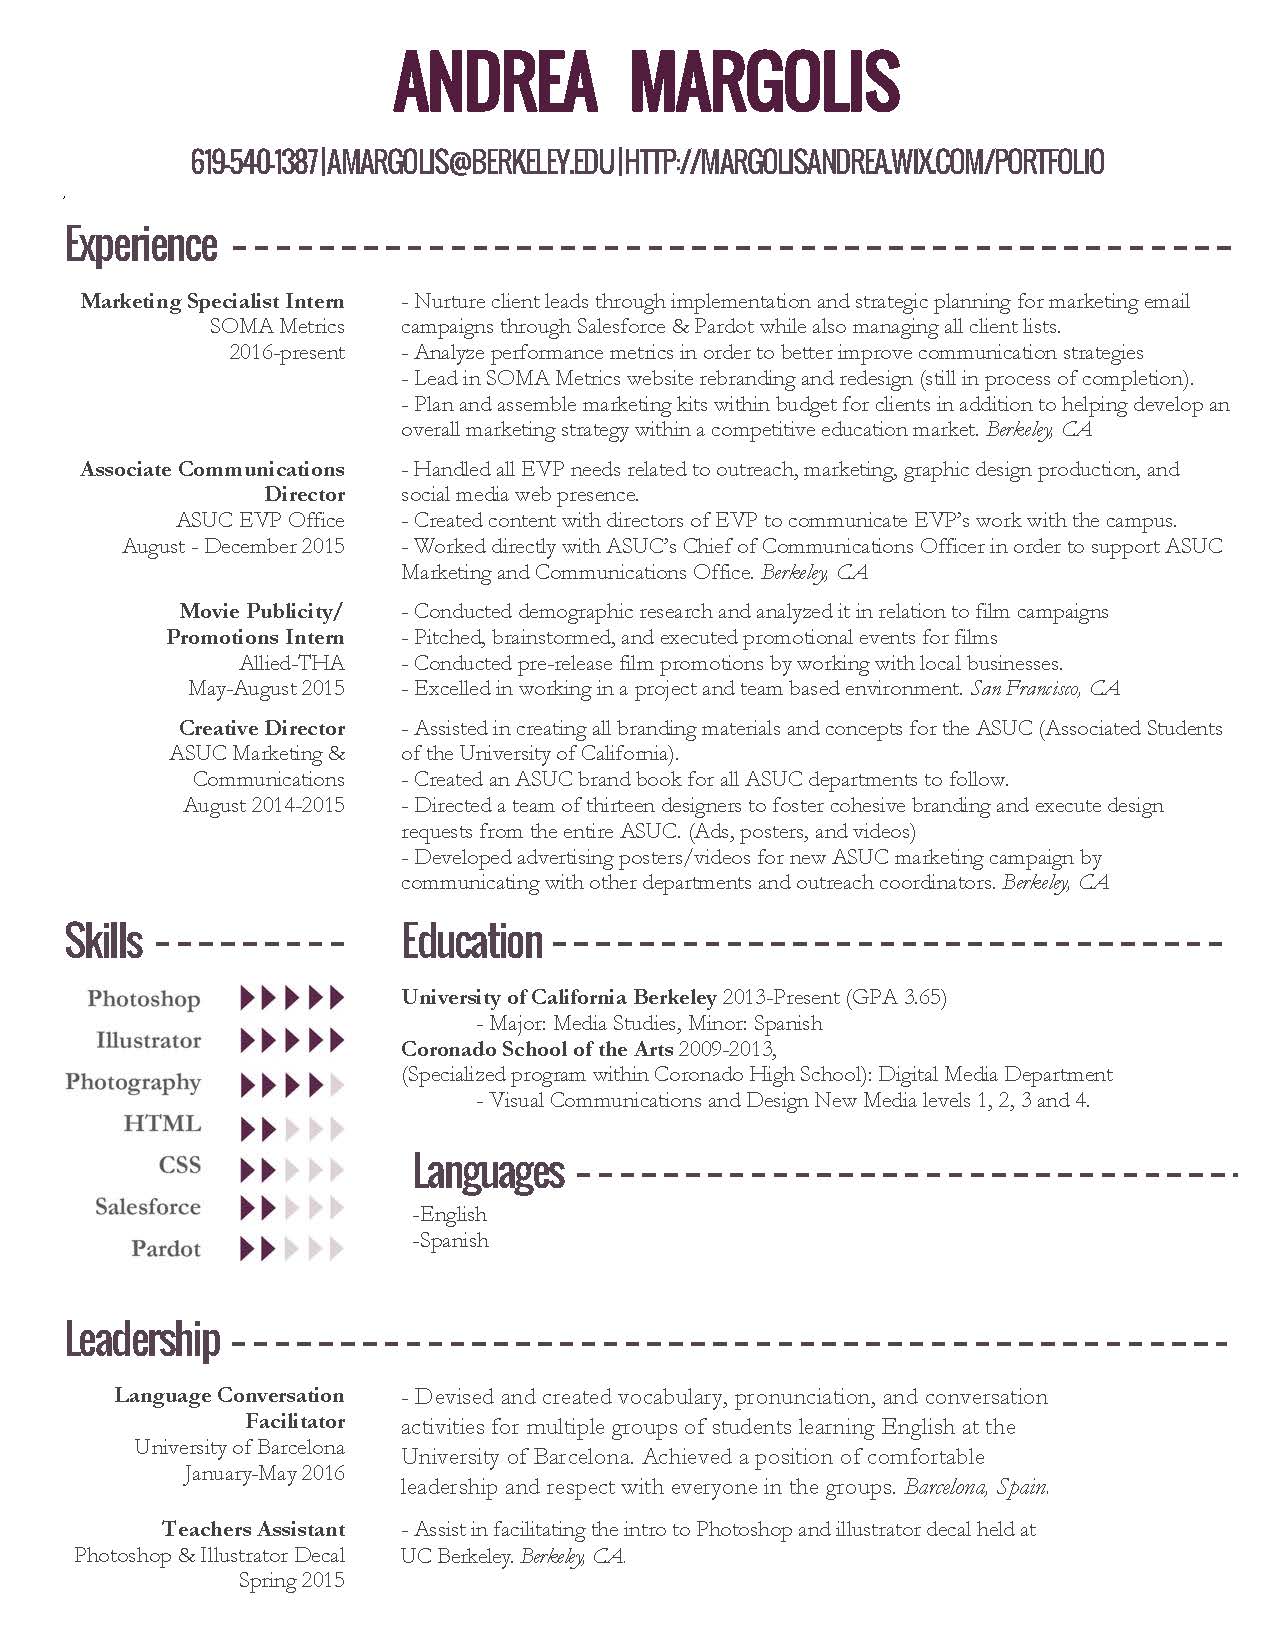 ANDREA MARGOLIS
619-540-1387|AMARGOLIS@BERKELEY.EDU|HTTP://MARGOLISANDREA.WIX.COM/PORTFOLIO
,
Experience
Marketing Specialist Intern
SOMA Metrics
2016-present
- Nurture client leads through implementation and strategic planning for marketing email
campaigns through Salesforce & Pardot while also managing all client lists.
- Analyze performance metrics in order to better improve communication strategies
- Lead in SOMA Metrics website rebranding and redesign (still in process of completion).
- Plan and assemble marketing kits within budget for clients in addition to helping develop an
overall marketing strategy within a competitive education market. Berkeley, CA
Associate Communications
Director
ASUC EVP Office
August - December 2015
- Handled all EVP needs related to outreach, marketing, graphic design production, and
social media web presence.
- Created content with directors of EVP to communicate EVP’s work with the campus.
- Worked directly with ASUC’s Chief of Communications Officer in order to support ASUC
Marketing and Communications Office. Berkeley, CA
Movie Publicity/
Promotions Intern
Allied-THA
May-August 2015
- Conducted demographic research and analyzed it in relation to film campaigns
- Pitched, brainstormed, and executed promotional events for films
- Conducted pre-release film promotions by working with local businesses.
- Excelled in working in a project and team based environment. San Francisco, CA
Creative Director
ASUC Marketing &
Communications
August 2014-2015
- Assisted in creating all branding materials and concepts for the ASUC (Associated Students
of the University of California).
- Created an ASUC brand book for all ASUC departments to follow.
- Directed a team of thirteen designers to foster cohesive branding and execute design
requests from the entire ASUC. (Ads, posters, and videos)
- Developed advertising posters/videos for new ASUC marketing campaign by
communicating with other departments and outreach coordinators. Berkeley, CA
Skills
Photoshop
Illustrator
Photography
HTML
CSS
Salesforce
Pardot
Education
University of California Berkeley 2013-Present (GPA 3.65)
- Major: Media Studies, Minor: Spanish
Coronado School of the Arts 2009-2013,
(Specialized program within Coronado High School): Digital Media Department
- Visual Communications and Design New Media levels 1, 2, 3 and 4.
Languages
-English
-Spanish
Leadership
Language Conversation
Facilitator
University of Barcelona
January-May 2016
- Devised and created vocabulary, pronunciation, and conversation
activities for multiple groups of students learning English at the
University of Barcelona. Achieved a position of comfortable
leadership and respect with everyone in the groups. Barcelona, Spain.
Teachers Assistant
Photoshop & Illustrator Decal
Spring 2015
- Assist in facilitating the intro to Photoshop and illustrator decal held at
UC Berkeley. Berkeley, CA.